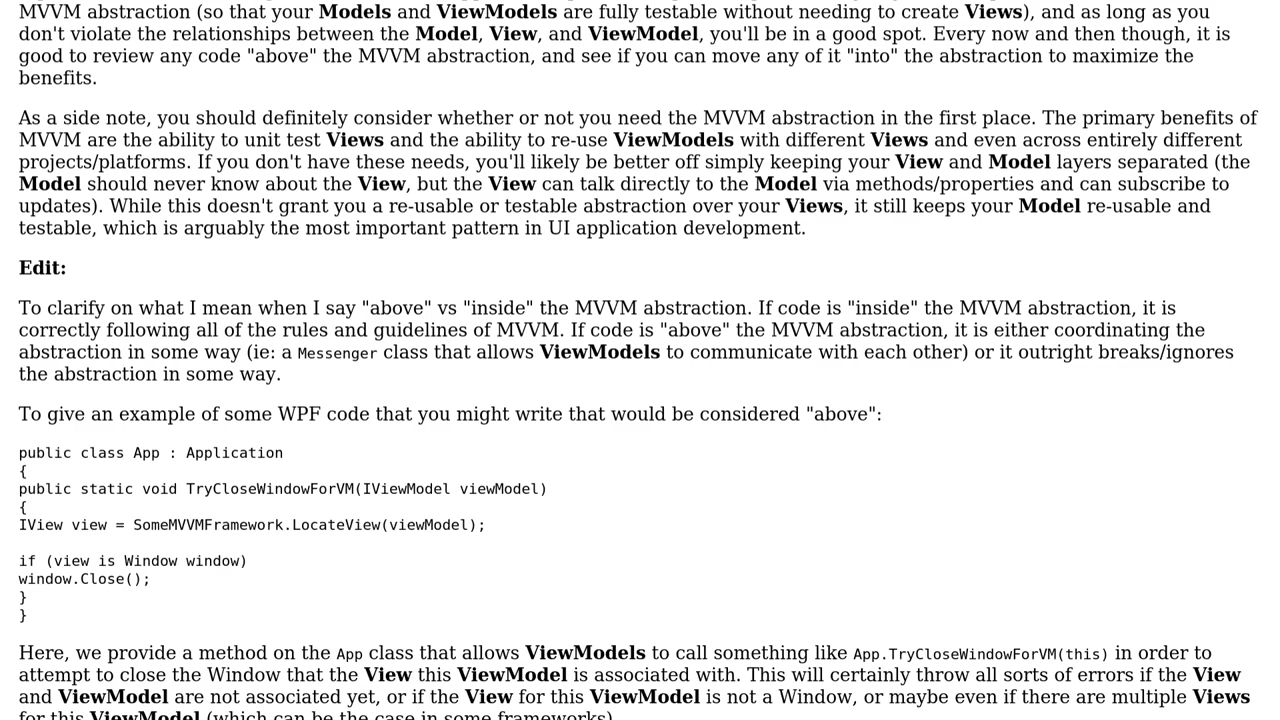 MVVM abstraction (so that your Models and ViewModels are fully testable without needing to create Views), and as long as you
don't violate the relationships between the Model, View, and ViewModel, you'll be in a good spot. Every now and then though, it is
good to review any code "above" the MVVM abstraction, and see if you can move any of it "into" the abstraction to maximize the
benefits.
As a side note, you should definitely consider whether or not you need the MVVM abstraction in the first place. The primary benefits of
MVVM are the ability to unit test Views and the ability to re-use ViewModels with different Views and even across entirely different
projects/platforms. If you don't have these needs, you'll likely be better off simply keeping your View and Model layers separated (the
Model should never know about the View, but the View can talk directly to the Model via methods/properties and can subscribe to
updates). While this doesn't grant you a re-usable or testable abstraction over your Views, it still keeps your Model re-usable and
testable, which is arguably the most important pattern in UI application development.
Edit:
To clarify on what I mean when I say "above" vs "inside" the MVVM abstraction. If code is "inside" the MVVM abstraction, it is
correctly following all of the rules and guidelines of MVVM. If code is "above" the MVVM abstraction, it is either coordinating the
abstraction in some way (ie: a Messenger class that allows ViewModels to communicate with each other) or it outright breaks/ignores
the abstraction in some way.
To give an example of some WPF code that you might write that would be considered "above":
public class App : Application
{
public static void TryCloseWindowForVM(IViewModel viewModel)
{
IView view = SomeMVVMFramework.LocateView(viewModel);
if (view is Window window)
window.Close();
}
}
Here, we provide a method on the App class that allows ViewModels to call something like App.TryCloseWindowForVM(this) in order to
attempt to close the Window that the View this ViewModel is associated with. This will certainly throw all sorts of errors if the View
and ViewModel are not associated yet, or if the View for this ViewModel is not a Window, or maybe even if there are multiple Views
for this ViewModel (which can be the case in some frameworks)